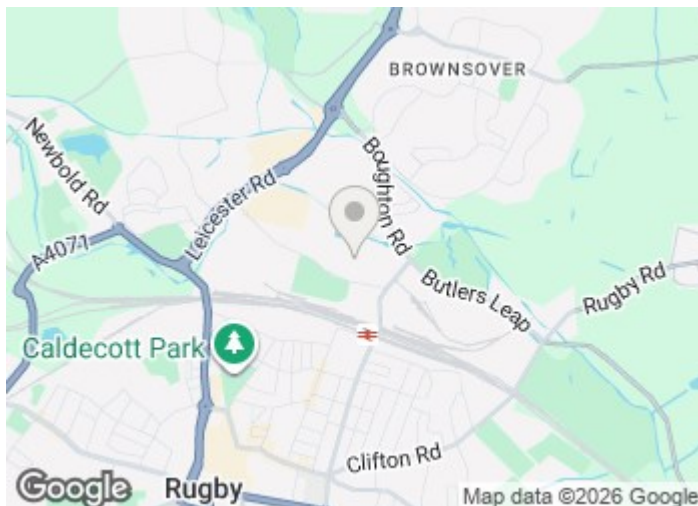 BROWNSOVER
Newbold Rd
Leicester Rd
Boughton Rd
A4071
Butlers Leap
Rugby Rd
Caldecott Park
Clifton Rd
Google
Rugby
Map data ©2026 Google